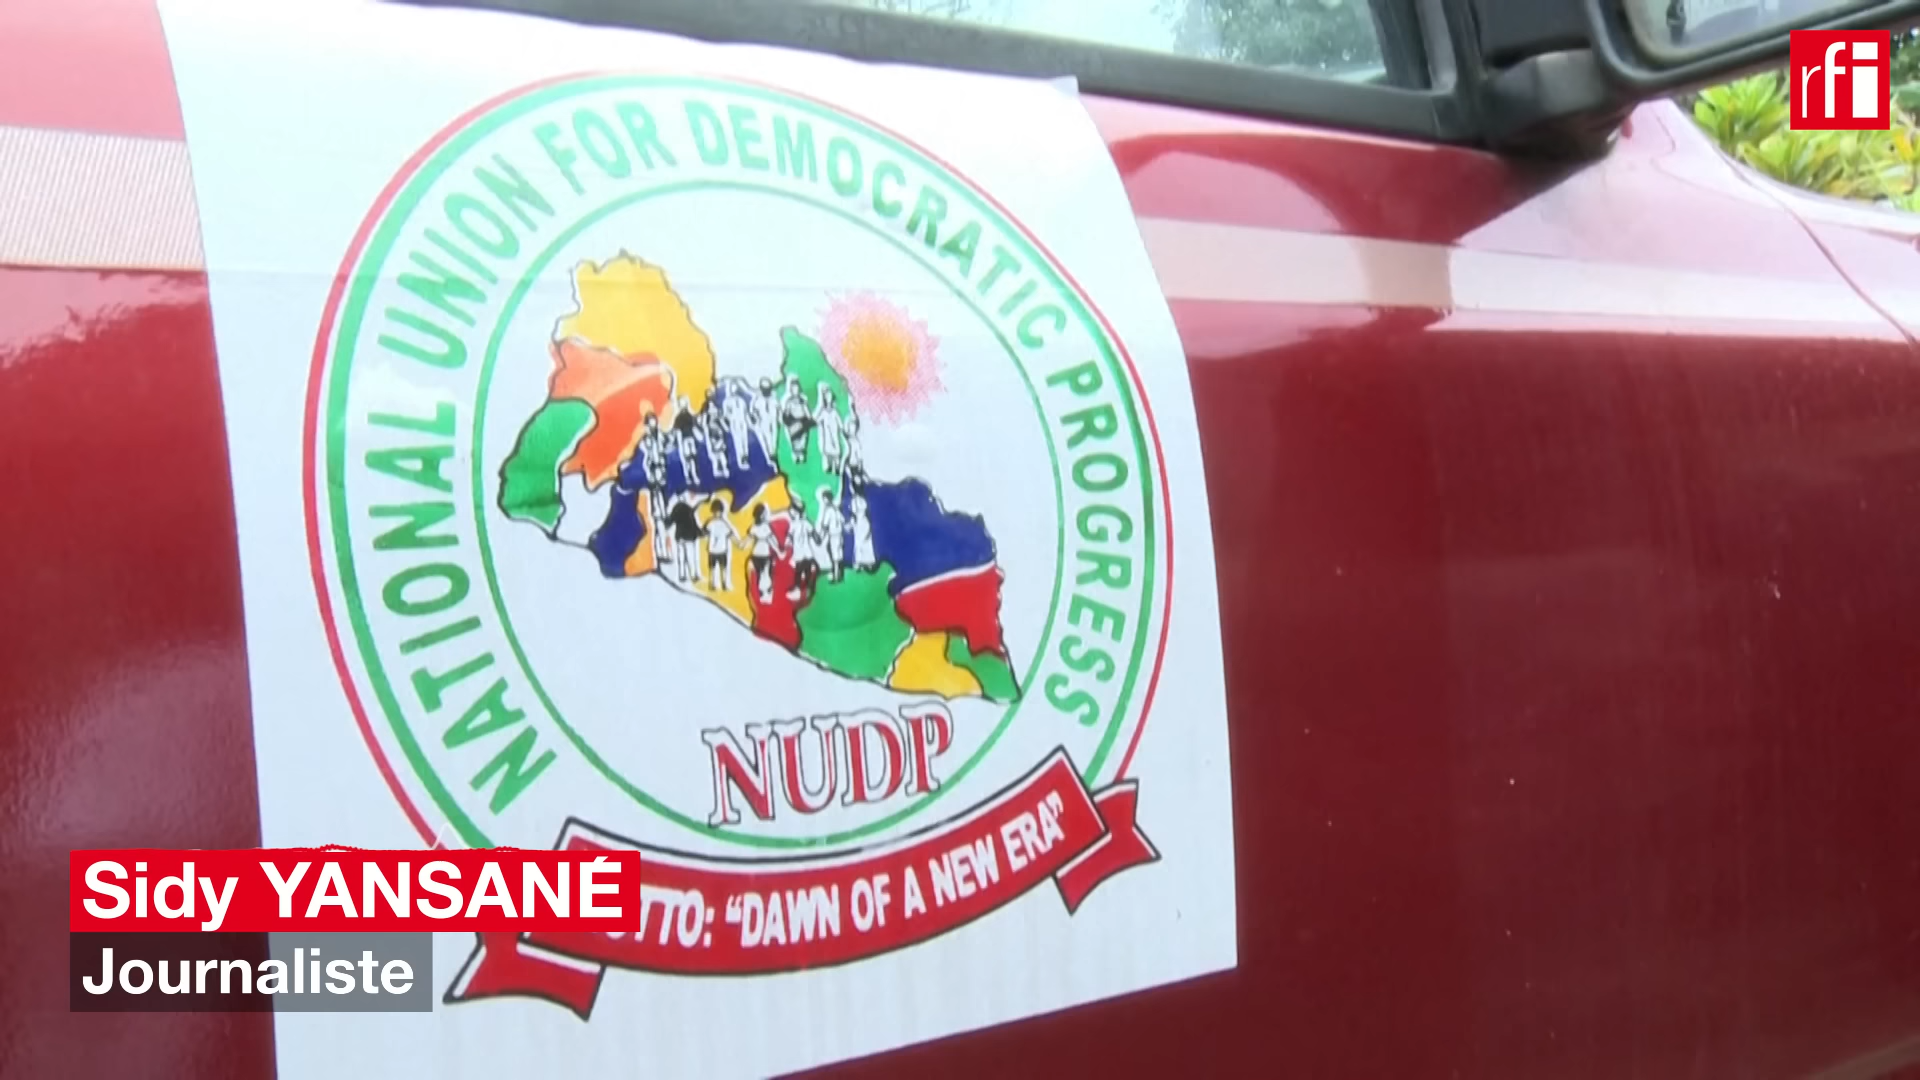 rfi
NATIONAL UNION FOR DEMOCRATIC PROGRESS
NUDP
TTO: "DAWN OF A NEW ERA"
Sidy YANSANÉ
Journaliste